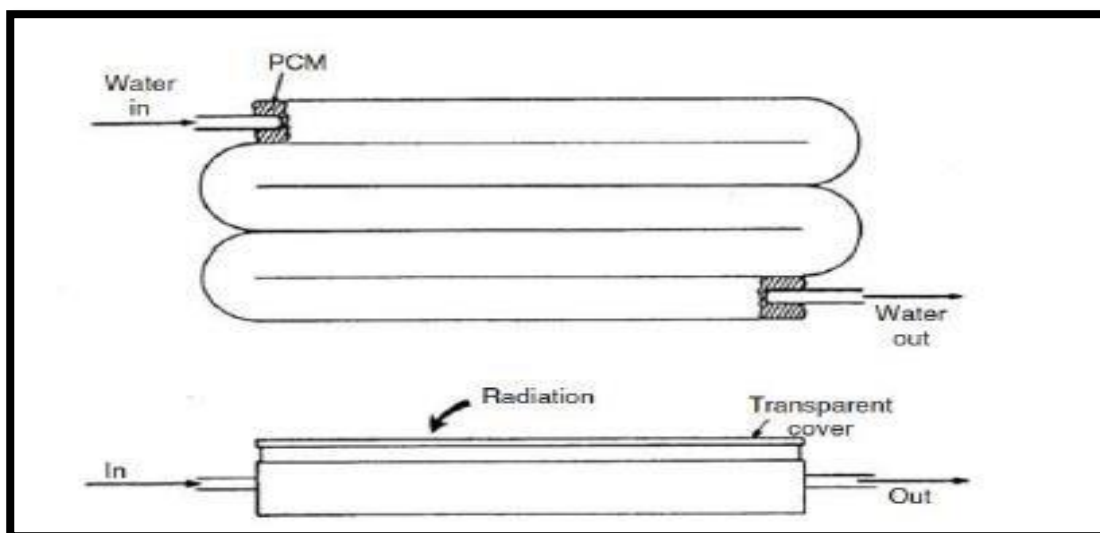 PCM
Water
in
Water
out
Radiation
Transparent
cover
In
Out